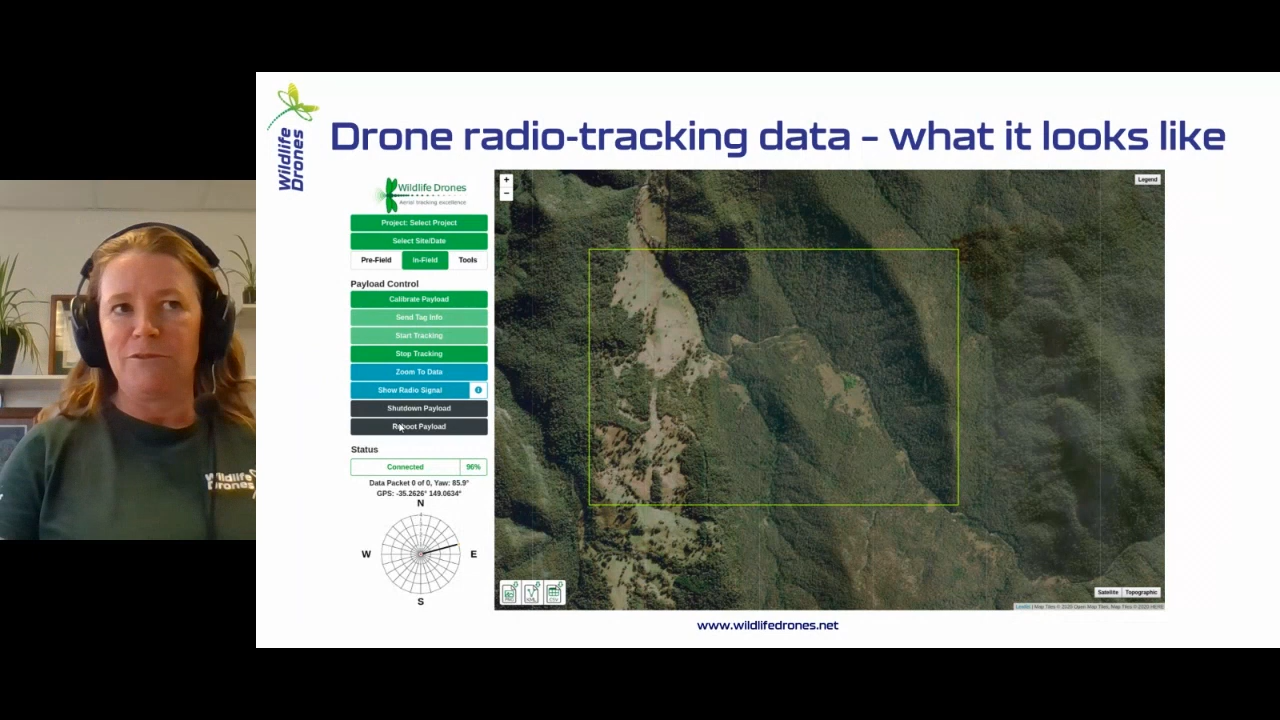 Wildlife
Drones
Drone radio-tracking data – what it looks like
Wildlife Drones
Aerial tracking excellence
Project: Select Project
Select Site/Date
Pre-Field
In-Field
Tools
Payload Control
Calibrate Payload
Send Tag Info
Start Tracking
Stop Tracking
Zoom To Data
Show Radio Signal
Shutdown Payload
Reboot Payload
Status
Connected
96%
Data Packet 0 of 0, Yaw: 85.9°
GPS: -35.2626° 149.0634°
N
W
E
S
+
−
Legend
CSV
Satellite
Topographic
www.wildlifedrones.net
Wildlife
Drones